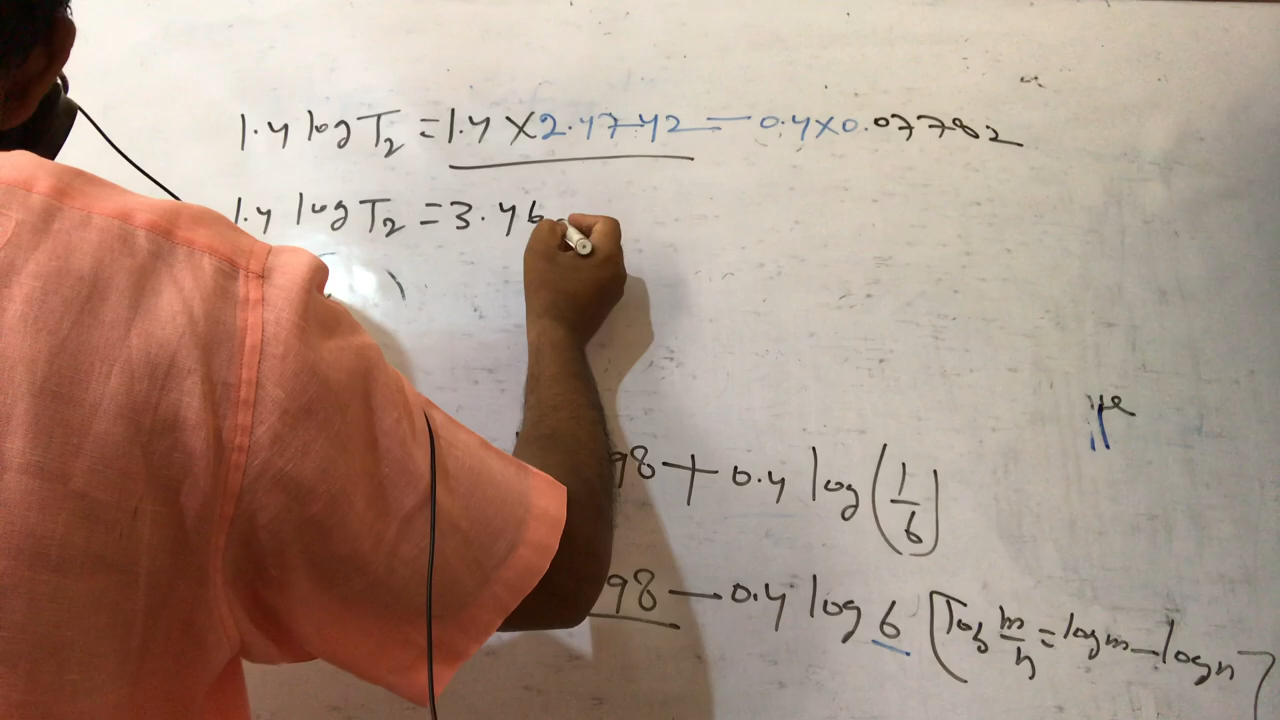 1.4 log T₂ = 1.4 × 2.4742 - 0.4×0.07782
1.4 log T₂ = 3.46
98 + 0.4 log (1/6)
98 - 0.4 log 6 [log m/n = log m - log n]